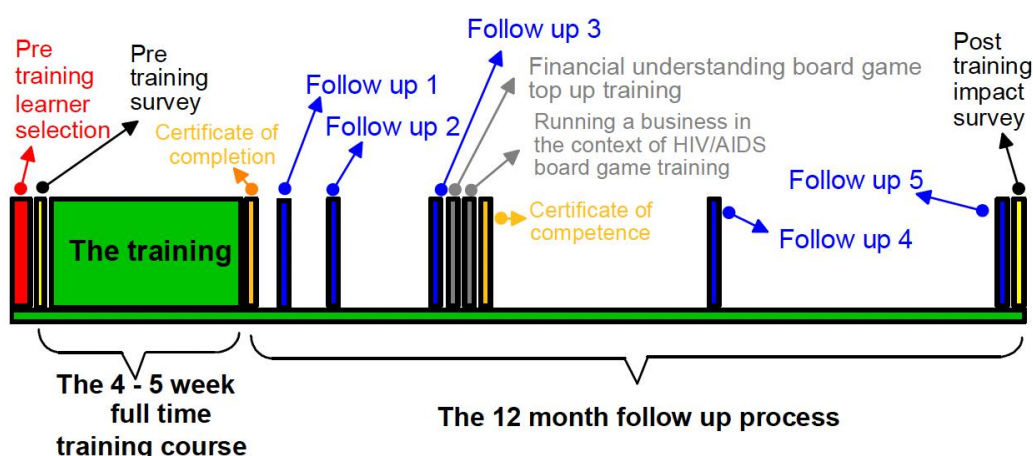 Pre
training
learner
selection
Pre
training
survey
Certificate of
completion
Follow up 1
Follow up 2
Follow up 3
Financial understanding board game
top up training
Running a business in
the context of HIV/AIDS
board game training
Certificate of
competence
Follow up 4
Follow up 5
Post
training
impact
survey
The training
The 4 - 5 week
full time
training course
The 12 month follow up process